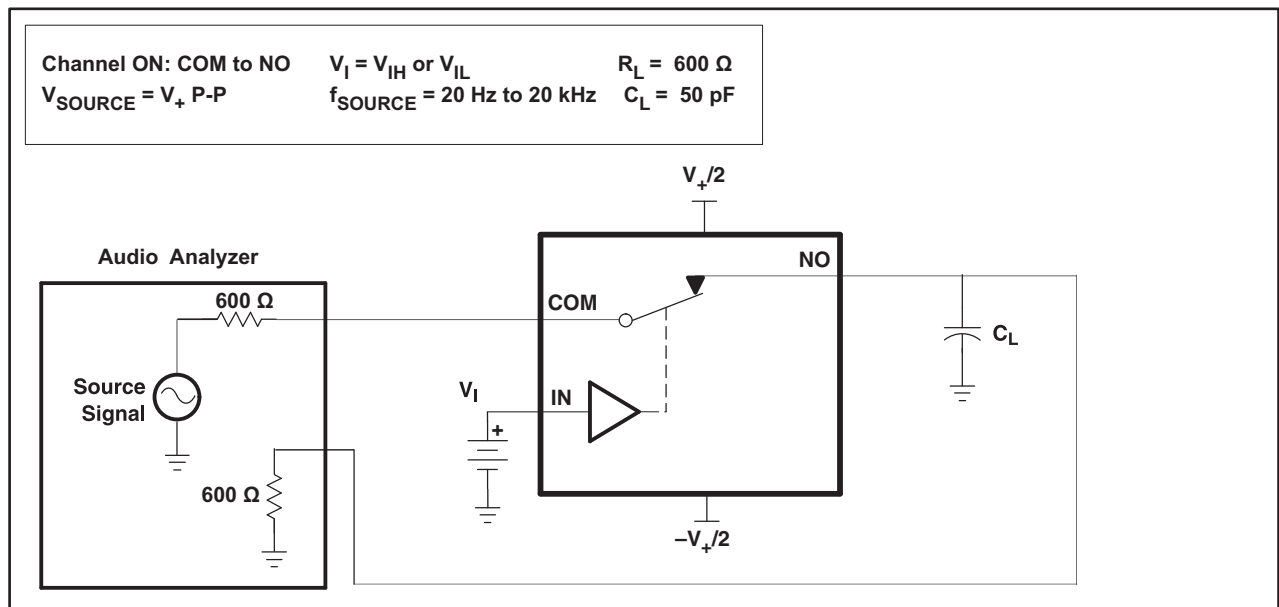 Channel ON: COM to NO V_I = V_IH or V_IL R_L = 600 Ω
V_SOURCE = V_+ P-P f_SOURCE = 20 Hz to 20 kHz C_L = 50 pF
V_+/2
Audio Analyzer
NO
600 Ω
COM
C_L
Source
Signal
V_I
IN
+
600 Ω
–V_+/2